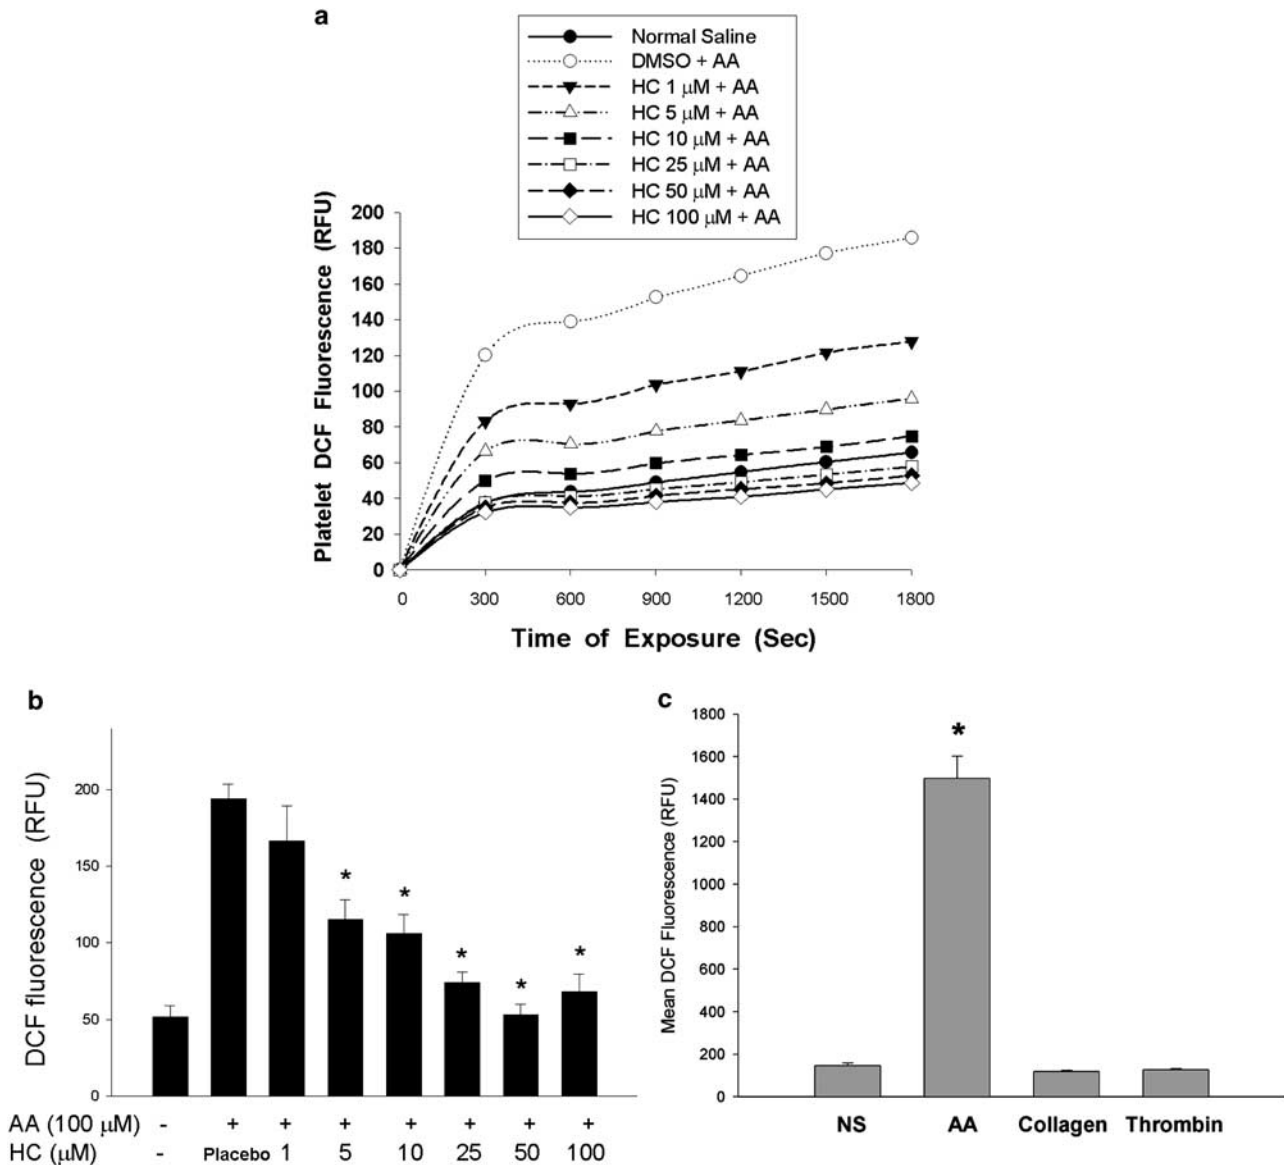 a
Normal Saline
DMSO + AA
HC 1 μM + AA
HC 5 μM + AA
HC 10 μM + AA
HC 25 μM + AA
HC 50 μM + AA
HC 100 μM + AA
Platelet DCF Fluorescence (RFU)
200
180
160
140
120
100
80
60
40
20
0
0 300 600 900 1200 1500 1800
Time of Exposure (Sec)
b
DCF fluorescence (RFU)
200
150
100
50
0
* * * * *
AA (100 μM) - + + + + + + +
HC (μM) - Placebo 1 5 10 25 50 100
c
Mean DCF Fluorescence (RFU)
1800
1600
1400
1200
1000
800
600
400
200
0
*
NS AA Collagen Thrombin